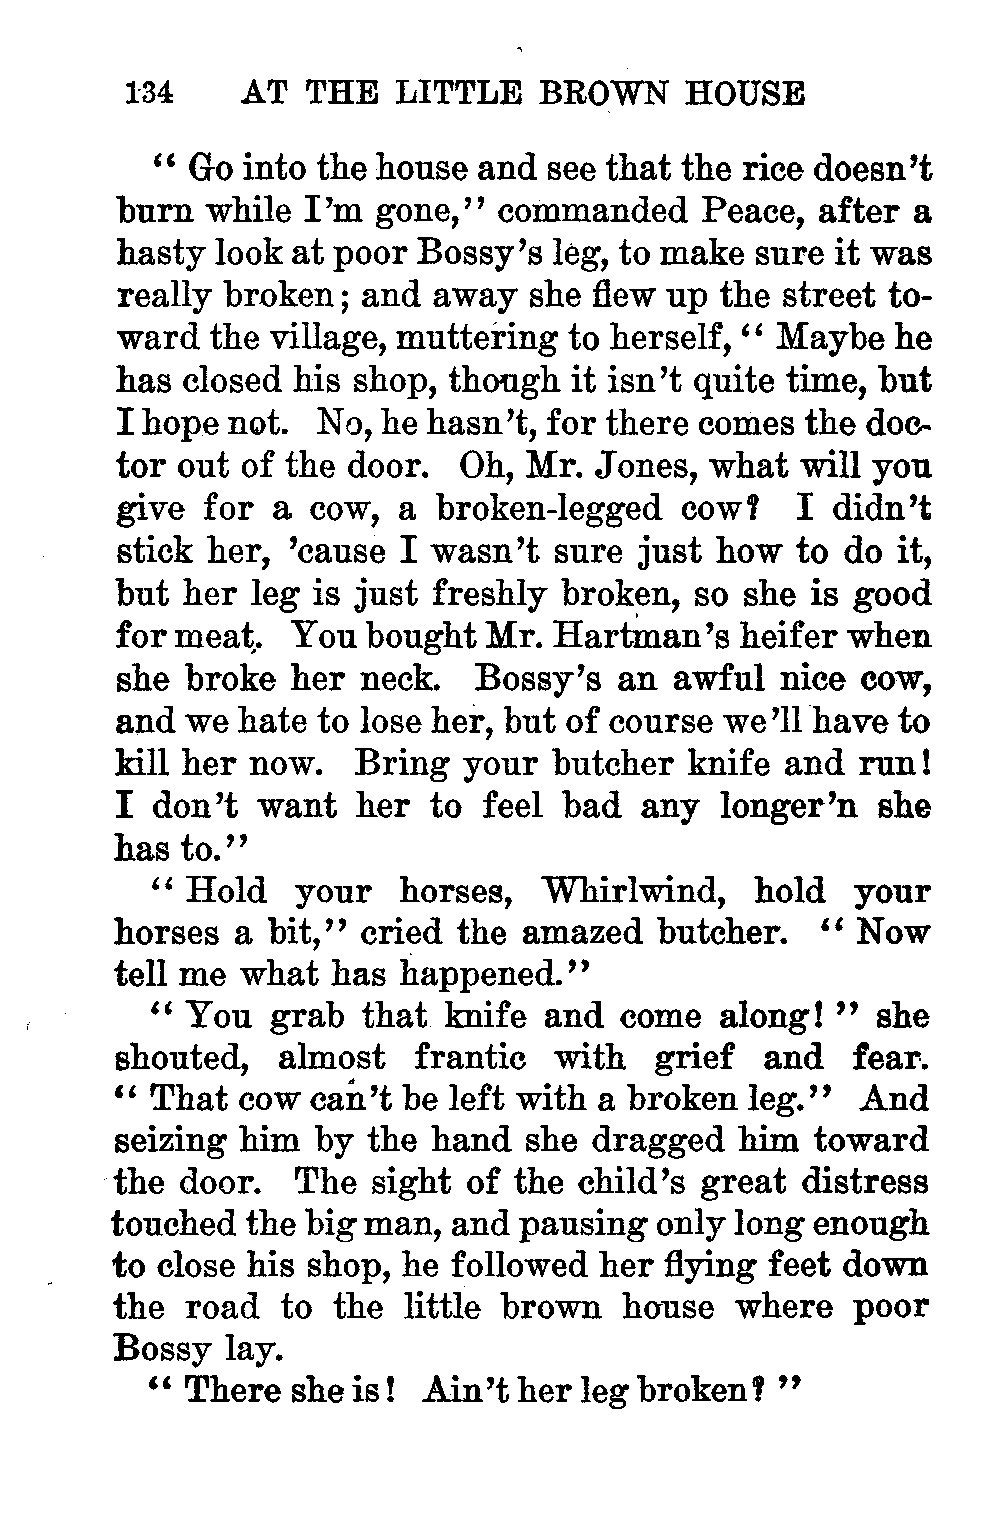 134 AT THE LITTLE BROWN HOUSE
“ Go into the house and see that the rice doesn’t
burn while I’m gone,” commanded Peace, after a
hasty look at poor Bossy’s leg, to make sure it was
really broken; and away she flew up the street to-
ward the village, muttering to herself, “ Maybe he
has closed his shop, though it isn’t quite time, but
I hope not. No, he hasn’t, for there comes the doc-
tor out of the door. Oh, Mr. Jones, what will you
give for a cow, a broken-legged cow? I didn’t
stick her, ’cause I wasn’t sure just how to do it,
but her leg is just freshly broken, so she is good
for meat. You bought Mr. Hartman’s heifer when
she broke her neck. Bossy’s an awful nice cow,
and we hate to lose her, but of course we’ll have to
kill her now. Bring your butcher knife and run!
I don’t want her to feel bad any longer’n she
has to.”
“ Hold your horses, Whirlwind, hold your
horses a bit,” cried the amazed butcher. “ Now
tell me what has happened.”
“ You grab that knife and come along! ” she
shouted, almost frantic with grief and fear.
“ That cow can’t be left with a broken leg.” And
seizing him by the hand she dragged him toward
the door. The sight of the child’s great distress
touched the big man, and pausing only long enough
to close his shop, he followed her flying feet down
the road to the little brown house where poor
Bossy lay.
“ There she is! Ain’t her leg broken? ”